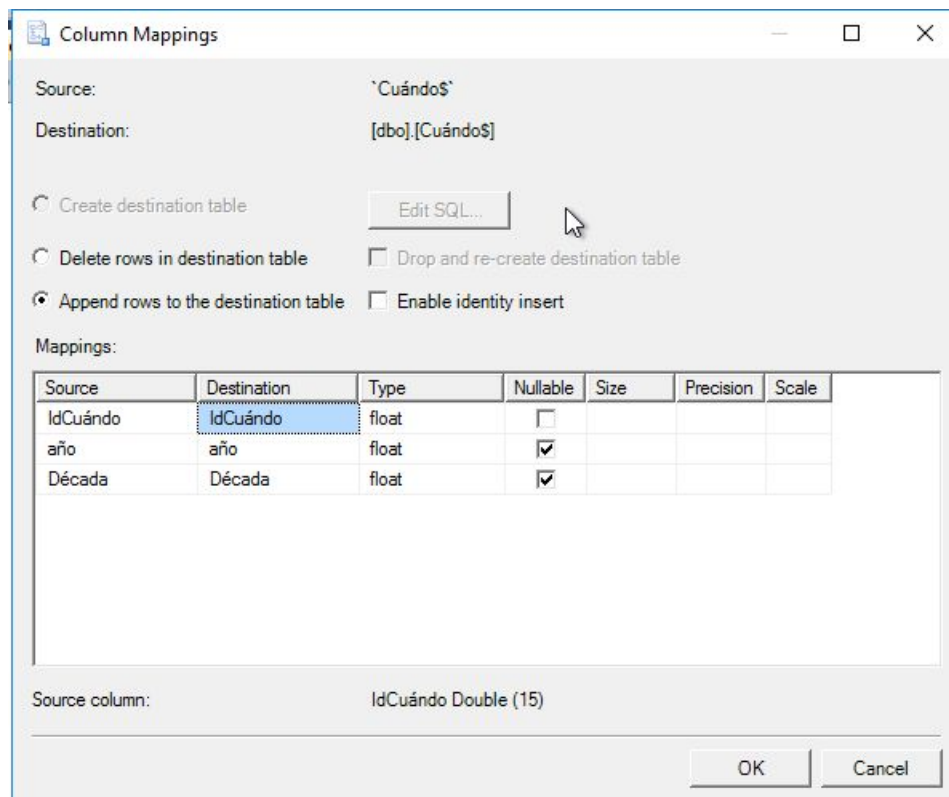 Column Mappings
Source: `Cuándo$`
Destination: [dbo].[Cuándo$]
Create destination table Edit SQL...
Delete rows in destination table Drop and re-create destination table
Append rows to the destination table Enable identity insert
Mappings:
Source Destination Type Nullable Size Precision Scale
IdCuándo IdCuándo float
año año float
Década Década float
Source column: IdCuándo Double (15)
OK Cancel